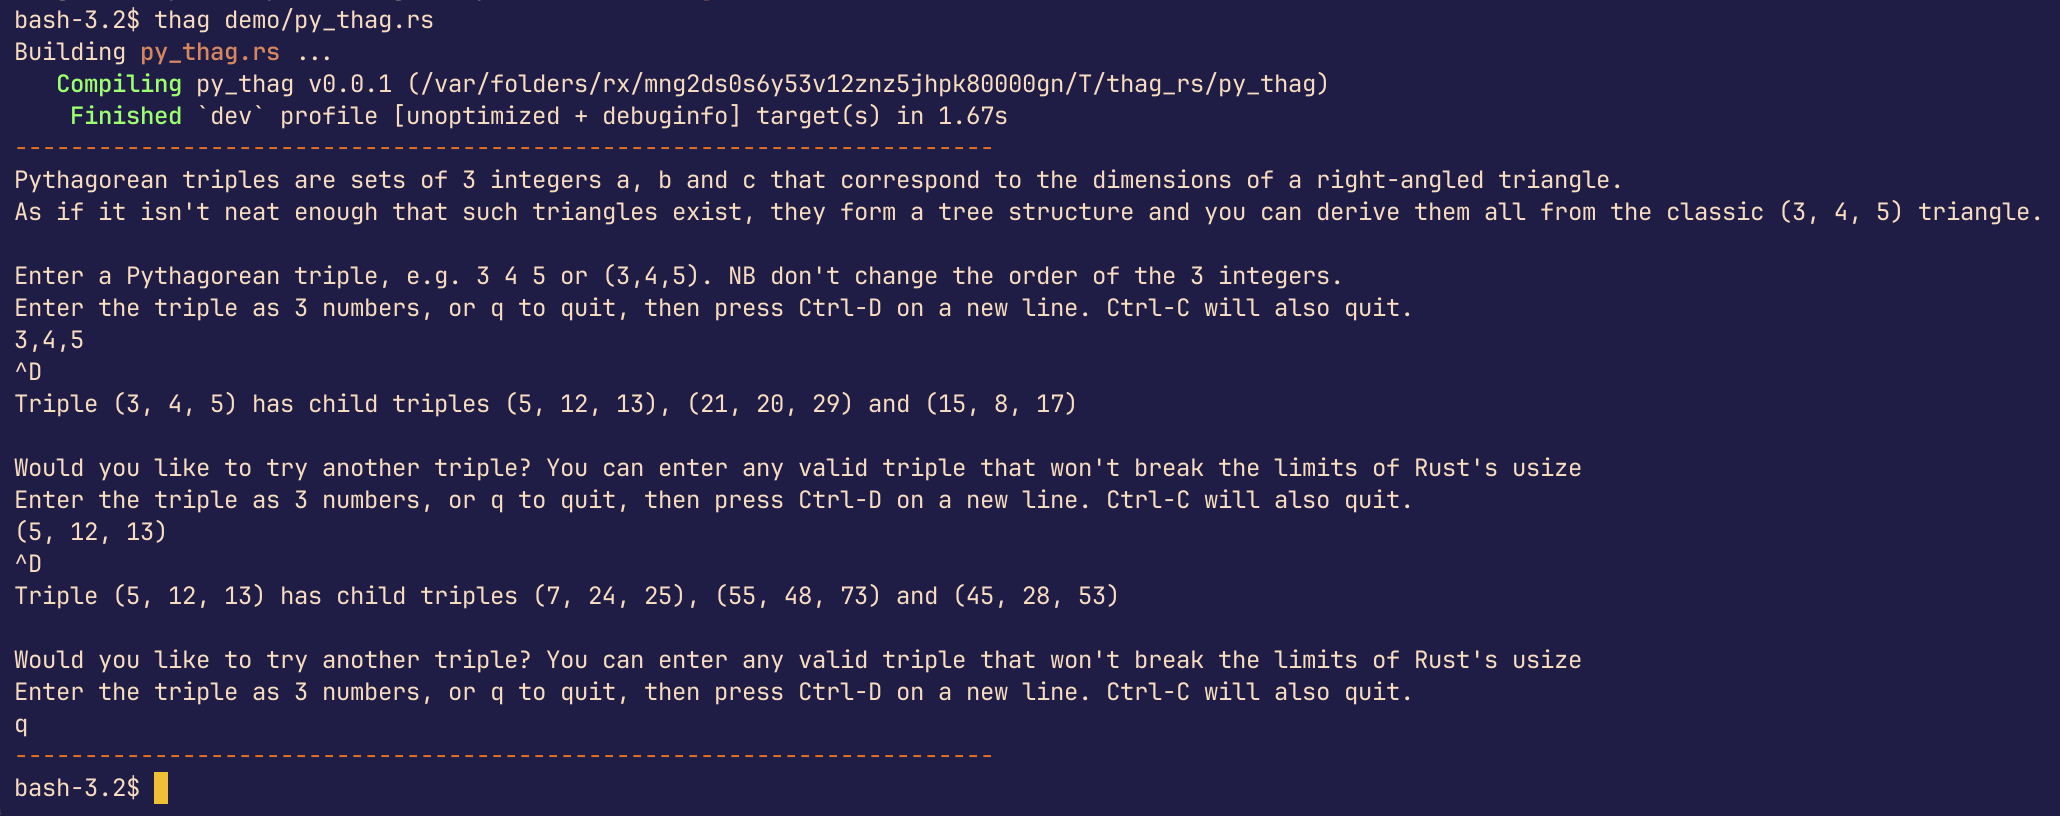 bash-3.2$ thag demo/py_thag.rs
Building py_thag.rs ...
   Compiling py_thag v0.0.1 (/var/folders/rx/mng2ds0s6y53v12znz5jhpk80000gn/T/thag_rs/py_thag)
    Finished `dev` profile [unoptimized + debuginfo] target(s) in 1.67s
----------------------------------------------------------------------
Pythagorean triples are sets of 3 integers a, b and c that correspond to the dimensions of a right-angled triangle.
As if it isn't neat enough that such triangles exist, they form a tree structure and you can derive them all from the classic (3, 4, 5) triangle.

Enter a Pythagorean triple, e.g. 3 4 5 or (3,4,5). NB don't change the order of the 3 integers.
Enter the triple as 3 numbers, or q to quit, then press Ctrl-D on a new line. Ctrl-C will also quit.
3,4,5
^D
Triple (3, 4, 5) has child triples (5, 12, 13), (21, 20, 29) and (15, 8, 17)

Would you like to try another triple? You can enter any valid triple that won't break the limits of Rust's usize
Enter the triple as 3 numbers, or q to quit, then press Ctrl-D on a new line. Ctrl-C will also quit.
(5, 12, 13)
^D
Triple (5, 12, 13) has child triples (7, 24, 25), (55, 48, 73) and (45, 28, 53)

Would you like to try another triple? You can enter any valid triple that won't break the limits of Rust's usize
Enter the triple as 3 numbers, or q to quit, then press Ctrl-D on a new line. Ctrl-C will also quit.
q
----------------------------------------------------------------------
bash-3.2$